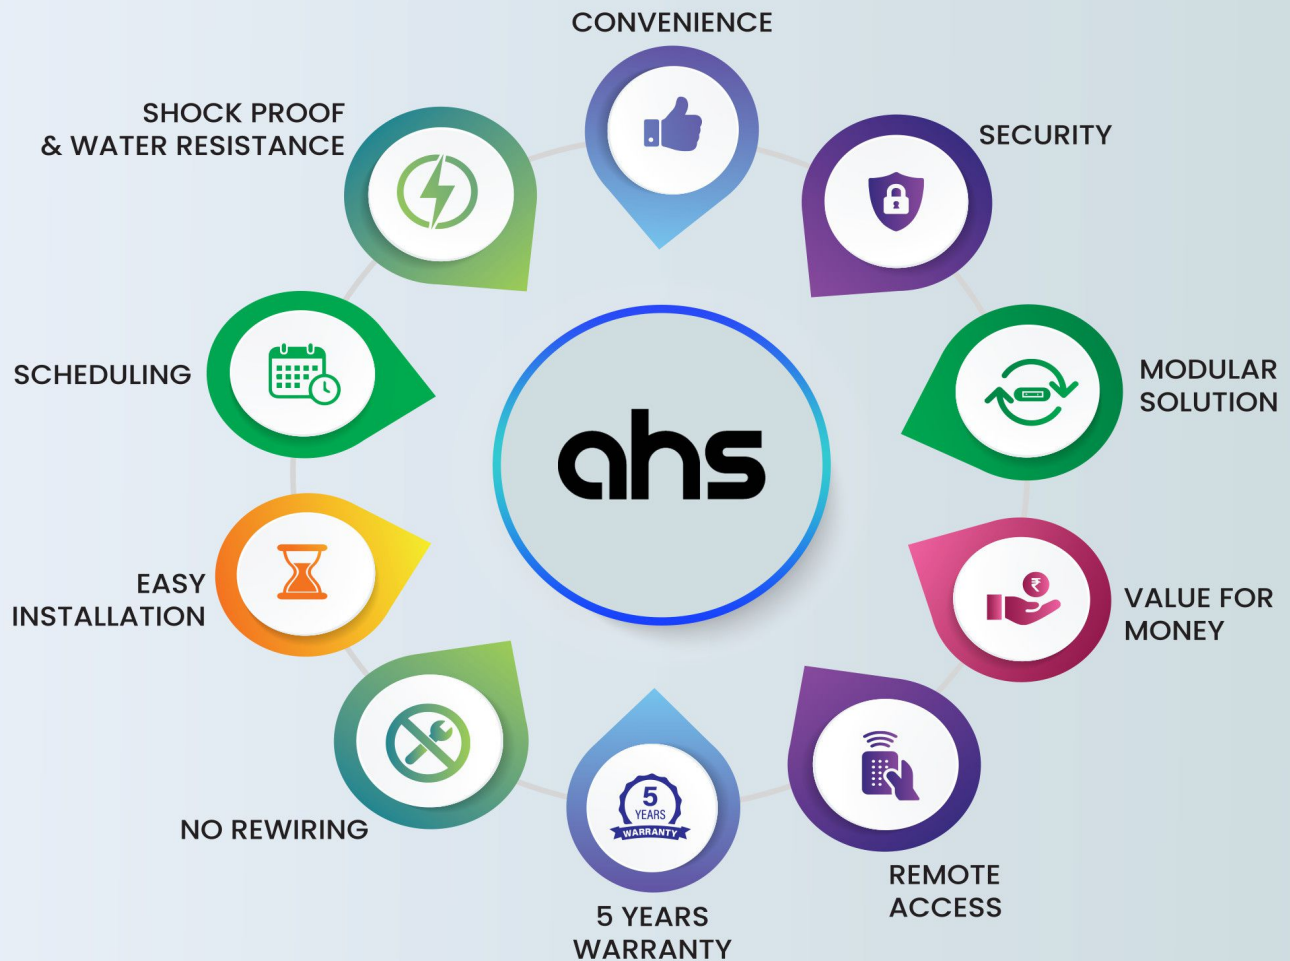 CONVENIENCE
SECURITY
MODULAR
SOLUTION
VALUE FOR
MONEY
₹
REMOTE
ACCESS
5
YEARS
WARRANTY
5 YEARS
WARRANTY
NO REWIRING
EASY
INSTALLATION
SCHEDULING
SHOCK PROOF
& WATER RESISTANCE
ahs